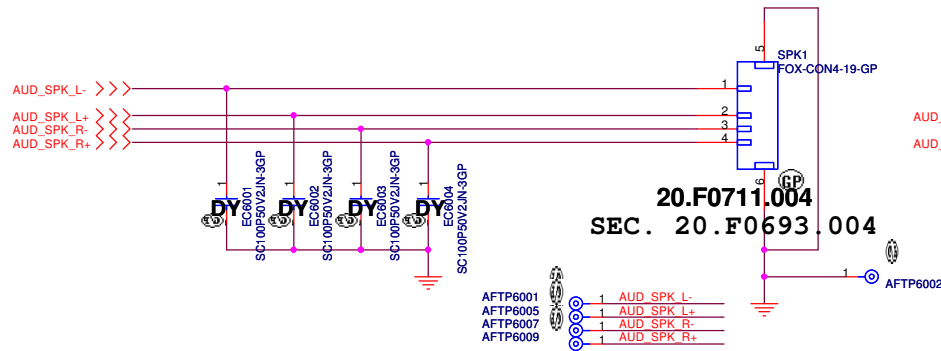 5
SPK1
FOX-CON4-19-GP
AUD_SPK_L-
1
AUD_SPK_L+
2
AUD_SPK_R-
3
AUD_SPK_R+
4
AUD_
AUD_
6
GP
1
1
1
1
DY
DY
DY
DY
EC6001
SC100P50V2JN-3GP
EC6002
SC100P50V2JN-3GP
EC6003
SC100P50V2JN-3GP
EC6004
SC100P50V2JN-3GP
20.F0711.004
SEC. 20.F0693.004
1
AFTP6002
AFTP6001 1 AUD_SPK_L-
AFTP6005 1 AUD_SPK_L+
AFTP6007 1 AUD_SPK_R-
AFTP6009 1 AUD_SPK_R+